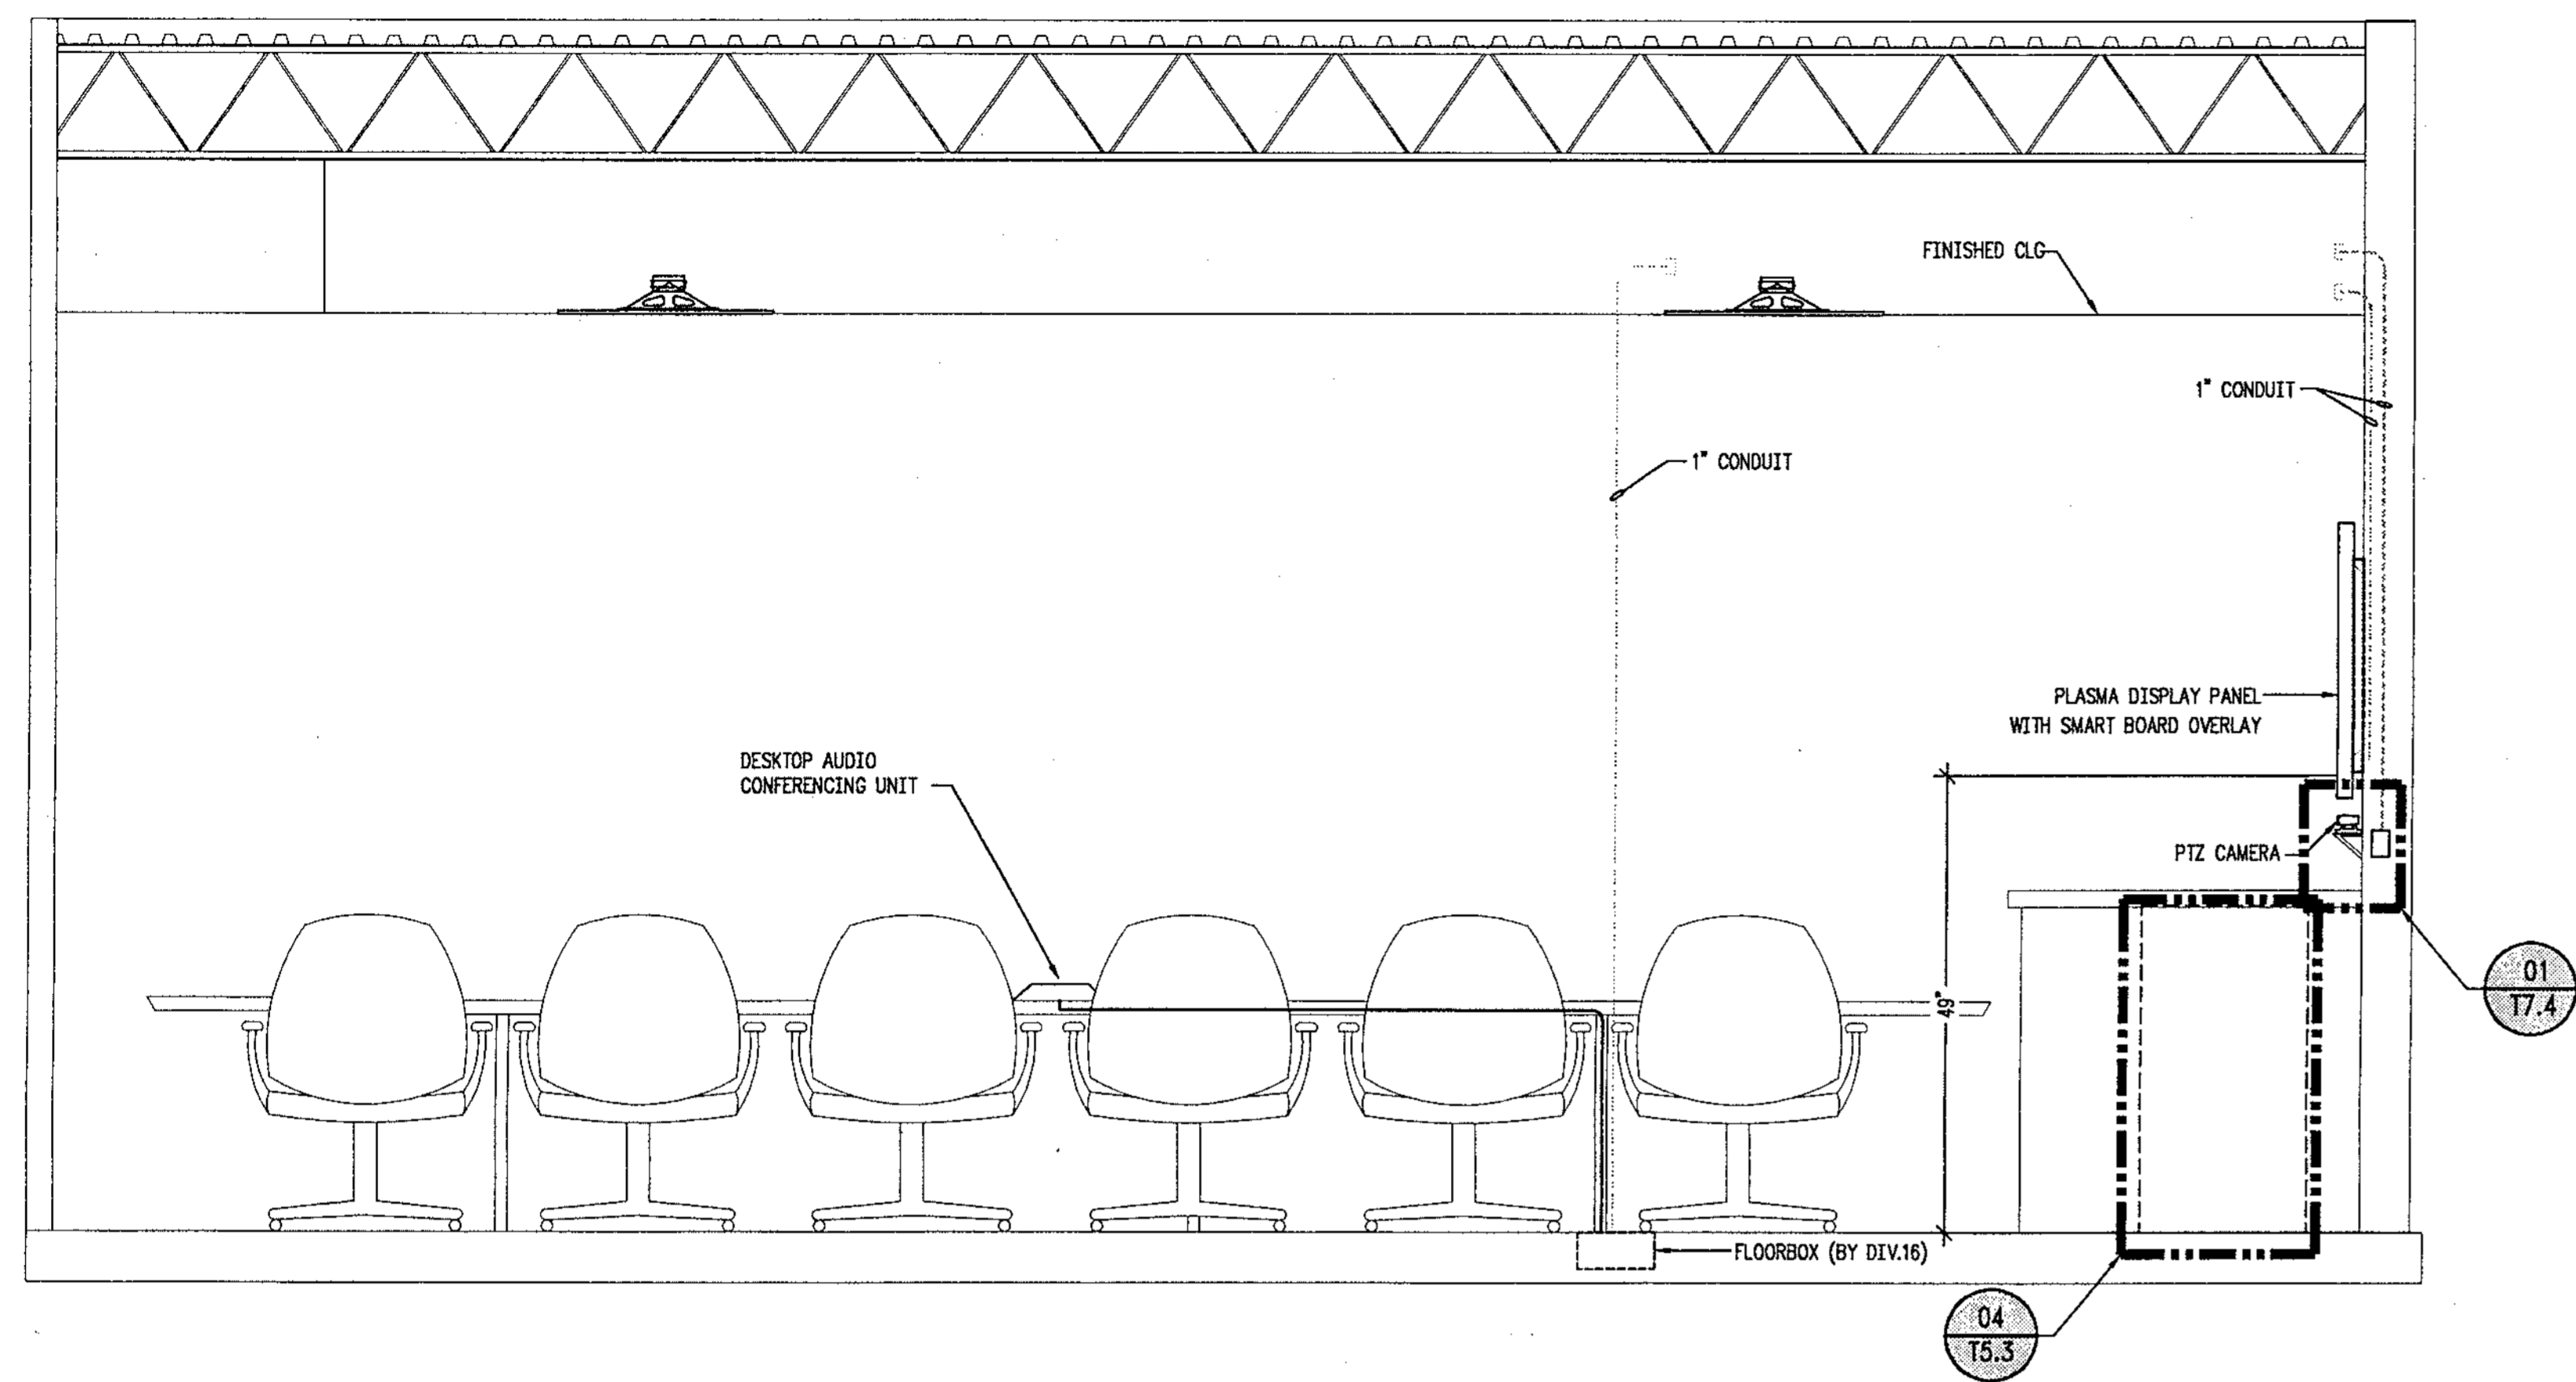 FINISHED CLG
1" CONDUIT
1" CONDUIT
PLASMA DISPLAY PANEL
WITH SMART BOARD OVERLAY
DESKTOP AUDIO
CONFERENCING UNIT
PTZ CAMERA
49"
01
T7.4
FLOORBOX (BY DIV.16)
04
T5.3